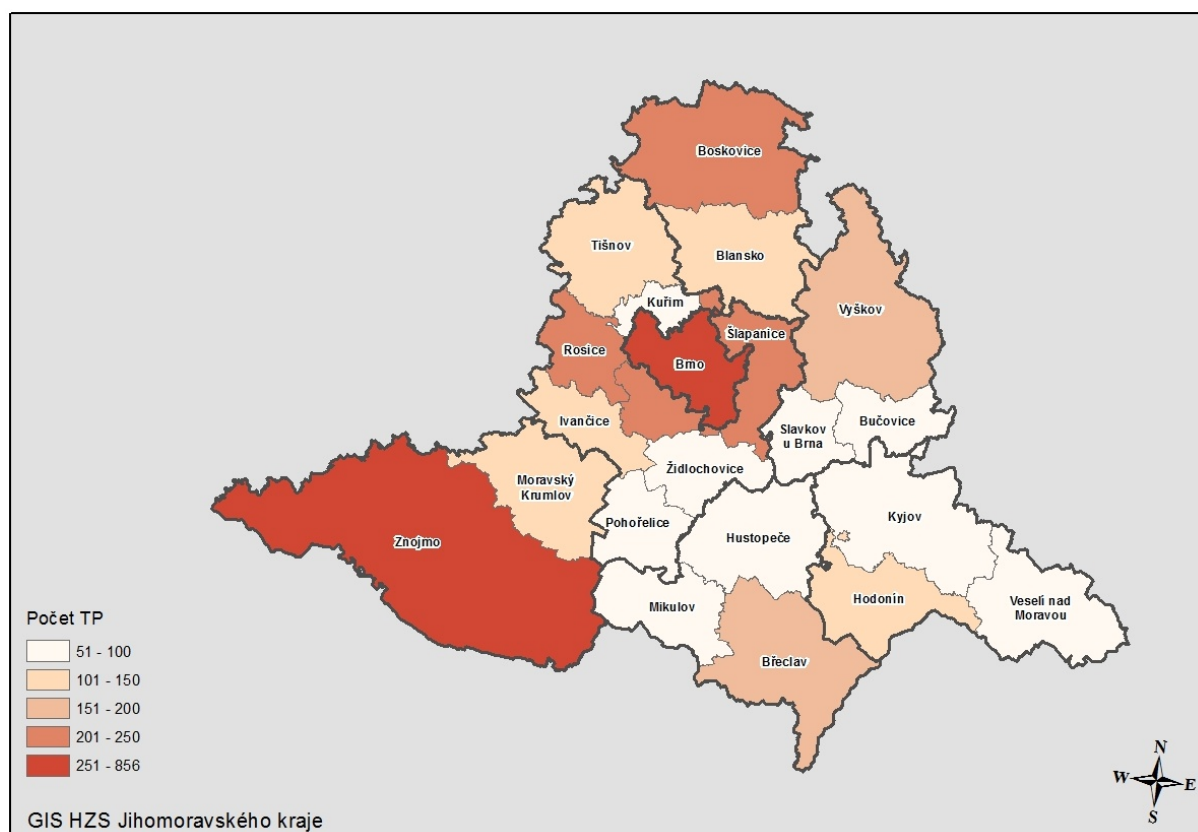 Boskovice
Tišnov
Blansko
Kuřim
Vyškov
Šlapanice
Rosice
Brno
Ivančice
Slavkov
u Brna
Bučovice
Židlochovice
Moravský
Krumlov
Pohořelice
Kyjov
Znojmo
Hustopeče
Mikulov
Hodonín
Veselí nad
Moravou
Břeclav
Počet TP
51 - 100
101 - 150
151 - 200
201 - 250
251 - 856
N
W
E
S
GIS HZS Jihomoravského kraje